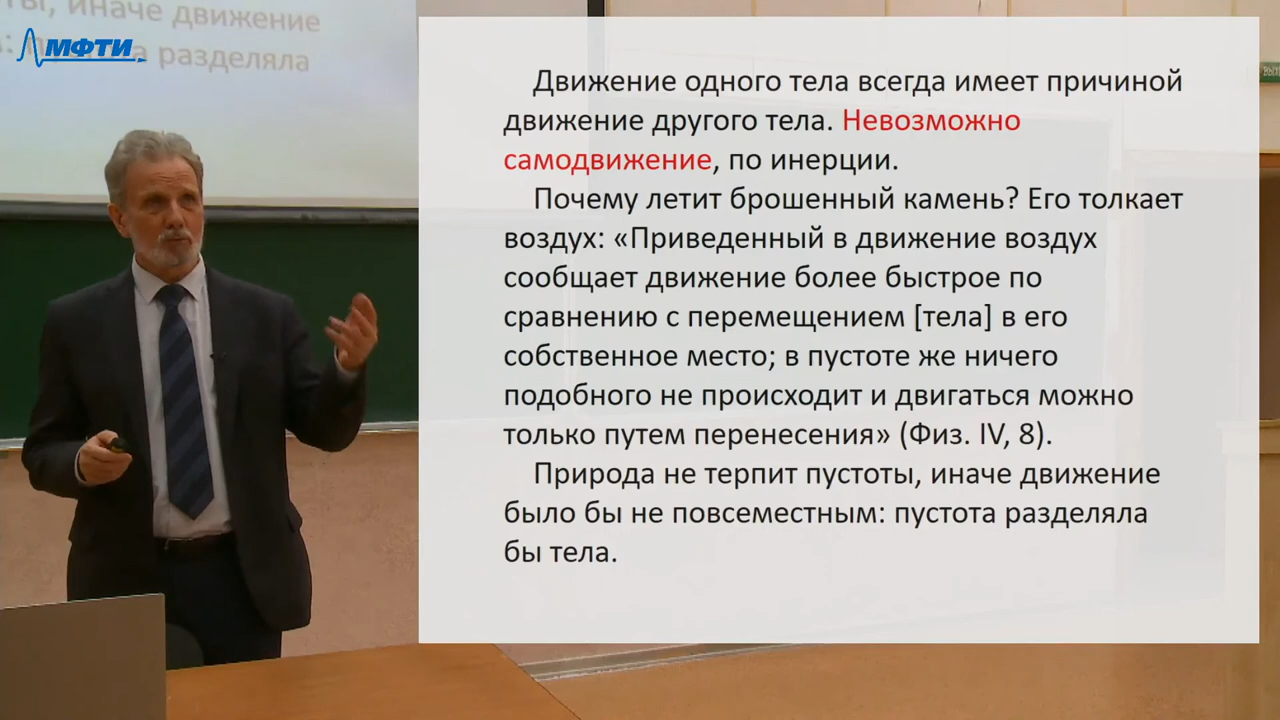 ты, иначе движение
а разделяла
МФТИ
Движение одного тела всегда имеет причиной
движение другого тела. Невозможно
самодвижение, по инерции.
Почему летит брошенный камень? Его толкает
воздух: «Приведенный в движение воздух
сообщает движение более быстрое по
сравнению с перемещением [тела] в его
собственное место; в пустоте же ничего
подобного не происходит и двигаться можно
только путем перенесения» (Физ. IV, 8).
Природа не терпит пустоты, иначе движение
было бы не повсеместным: пустота разделяла
бы тела.